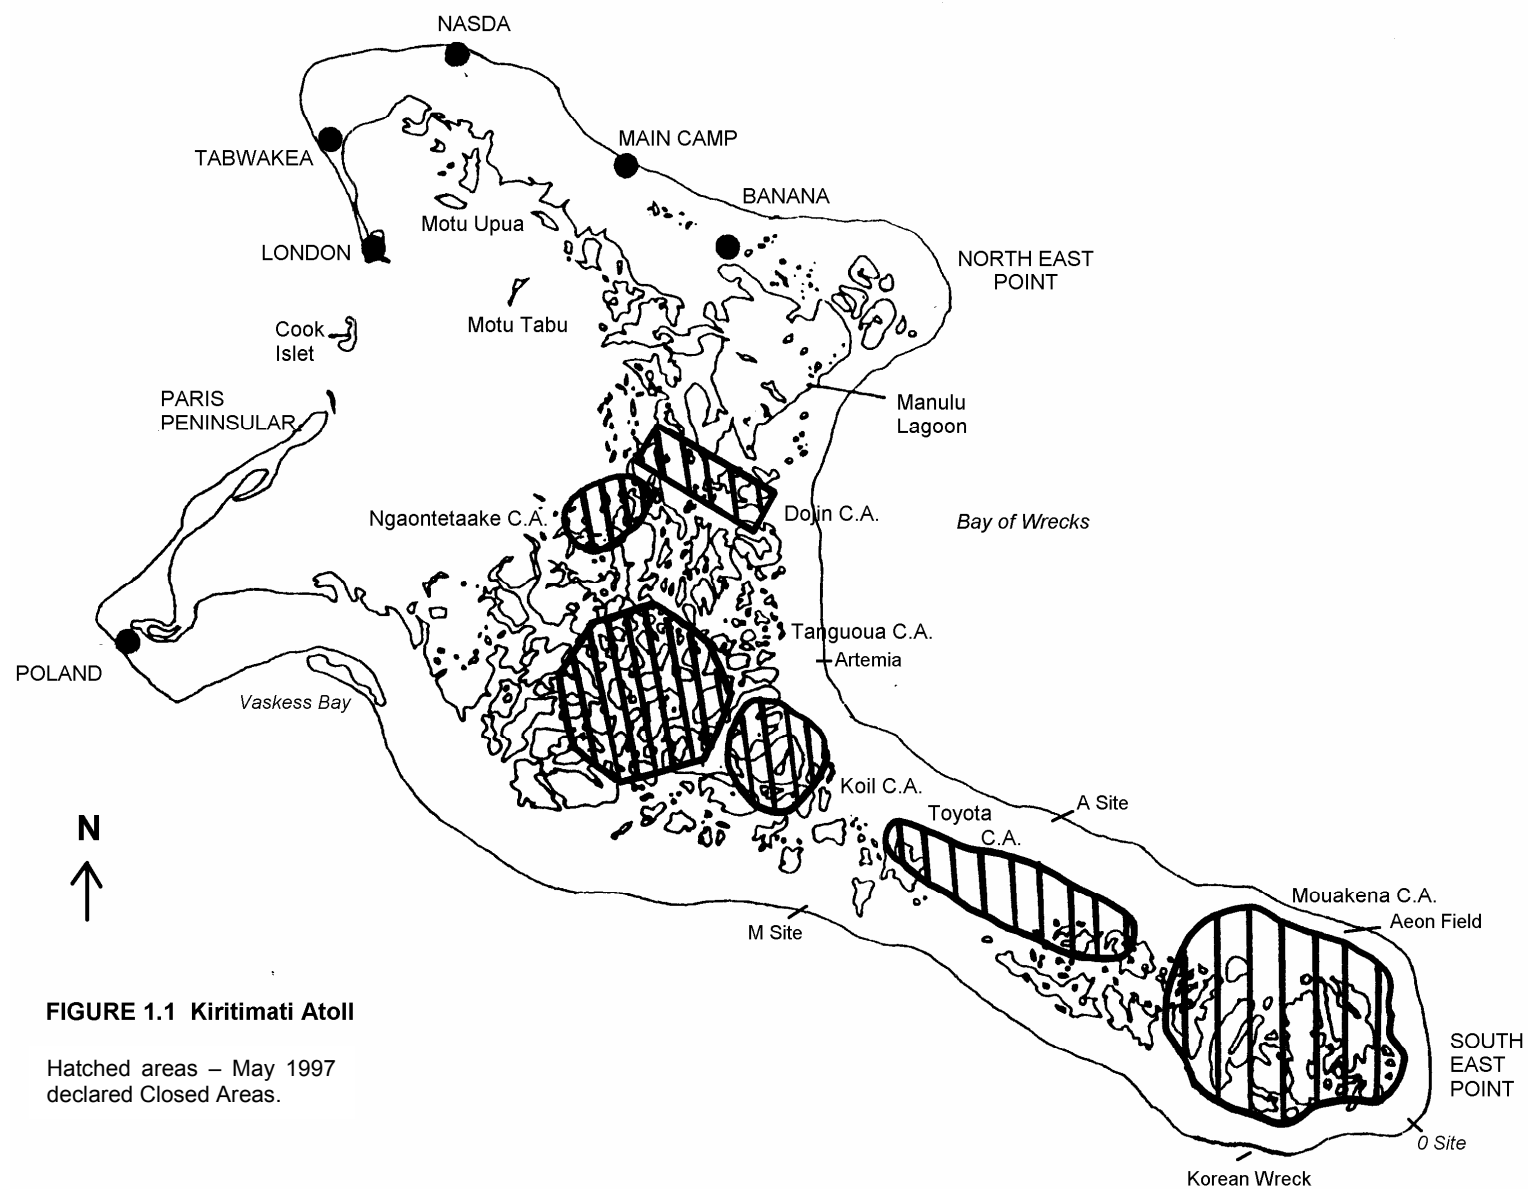 NASDA
MAIN CAMP
TABWAKEA
BANANA
Motu Upua
LONDON
NORTH EAST
POINT
Motu Tabu
Cook
Islet
PARIS
PENINSULAR
Manulu
Lagoon
Ngaontetaake C.A.
Dojin C.A.
Bay of Wrecks
Tanguoua C.A.
Artemia
POLAND
Vaskess Bay
Koil C.A.
A Site
Toyota
C.A.
N
Mouakena C.A.
Aeon Field
M Site
FIGURE 1.1 Kiritimati Atoll
Hatched areas – May 1997
declared Closed Areas.
SOUTH
EAST
POINT
0 Site
Korean Wreck